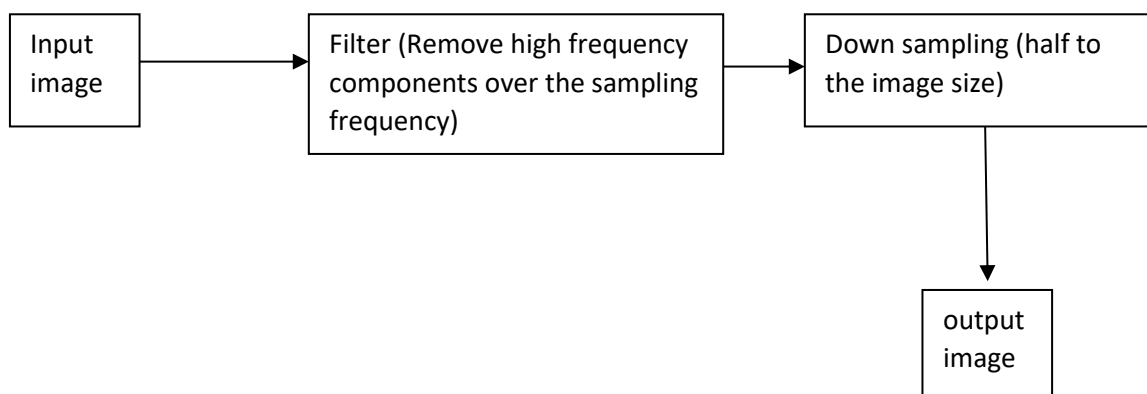 Input
image
Filter (Remove high frequency
components over the sampling
frequency)
Down sampling (half to
the image size)
output
image